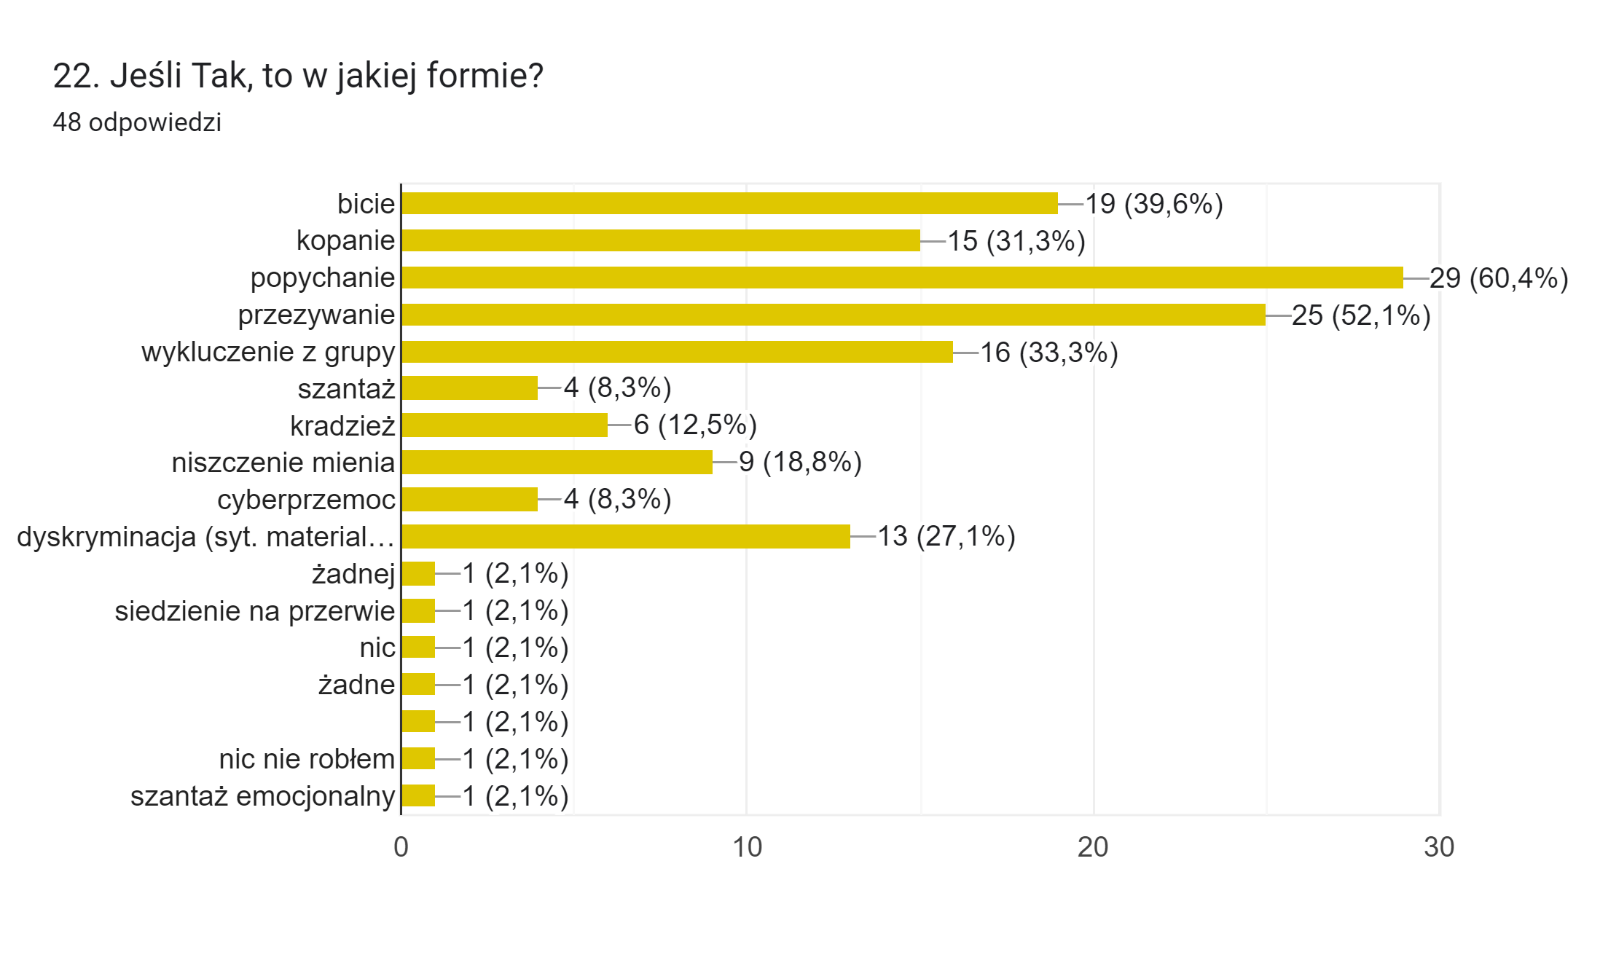 22. Jeśli Tak, to w jakiej formie?
48 odpowiedzi
bicie 19 (39,6%)
kopanie 15 (31,3%)
popychanie 29 (60,4%)
przezywanie 25 (52,1%)
wykluczenie z grupy 16 (33,3%)
szantaż 4 (8,3%)
kradzież 6 (12,5%)
niszczenie mienia 9 (18,8%)
cyberprzemoc 4 (8,3%)
dyskryminacja (syt. material… 13 (27,1%)
żadnej 1 (2,1%)
siedzienie na przerwie 1 (2,1%)
nic 1 (2,1%)
żadne 1 (2,1%)
1 (2,1%)
nic nie robłem 1 (2,1%)
szantaż emocjonalny 1 (2,1%)
0 10 20 30